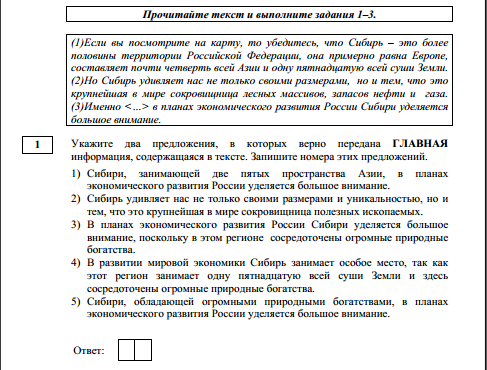 Прочитайте текст и выполните задания 1–3.
(1)Если вы посмотрите на карту, то убедитесь, что Сибирь – это более
половины территории Российской Федерации, она примерно равна Европе,
составляет почти четверть всей Азии и одну пятнадцатую всей суши Земли.
(2)Но Сибирь удивляет нас не только своими размерами, но и тем, что это
крупнейшая в мире сокровищница лесных массивов, запасов нефти и газа.
(3)Именно <…> в планах экономического развития России Сибири уделяется
большое внимание.
1
Укажите два предложения, в которых верно передана ГЛАВНАЯ
информация, содержащаяся в тексте. Запишите номера этих предложений.
1) Сибири, занимающей две пятых пространства Азии, в планах
экономического развития России уделяется большое внимание.
2) Сибирь удивляет нас не только своими размерами и уникальностью, но и
тем, что это крупнейшая в мире сокровищница полезных ископаемых.
3) В планах экономического развития России Сибири уделяется большое
внимание, поскольку в этом регионе сосредоточены огромные природные
богатства.
4) В развитии мировой экономики Сибирь занимает особое место, так как
этот регион занимает одну пятнадцатую всей суши Земли и здесь
сосредоточены огромные природные богатства.
5) Сибири, обладающей огромными природными богатствами, в планах
экономического развития России уделяется большое внимание.
Ответ: